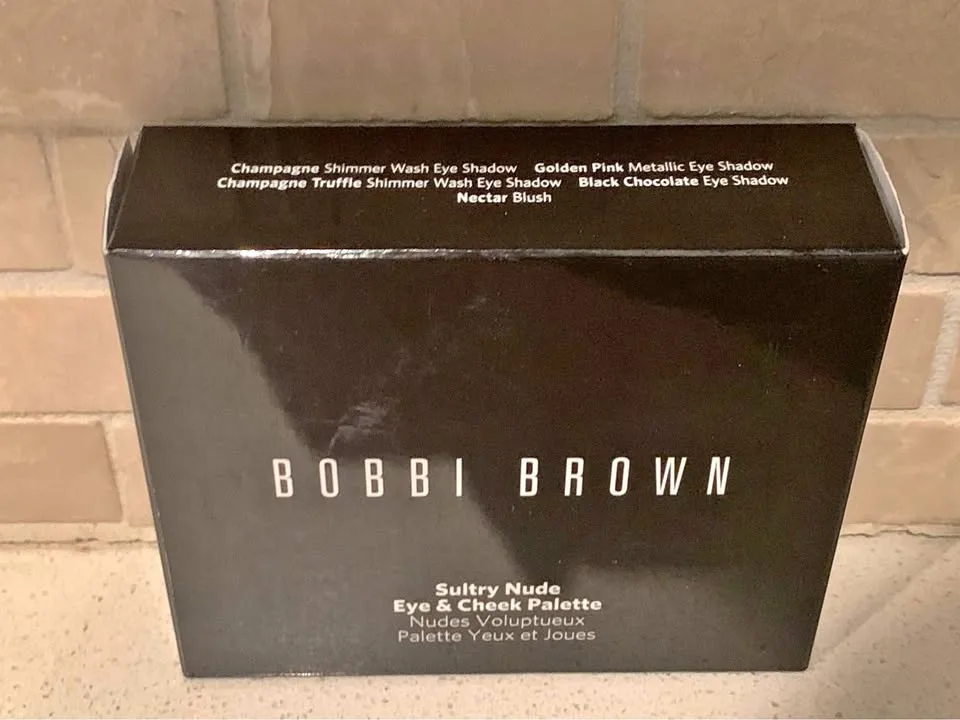 Champagne Shimmer Wash Eye Shadow Golden Pink Metallic Eye Shadow
Champagne Truffle Shimmer Wash Eye Shadow Black Chocolate Eye Shadow
Nectar Blush
BOBBI BROWN
Sultry Nude
Eye & Cheek Palette
Nudes Voluptueux
Palette Yeux et Joues